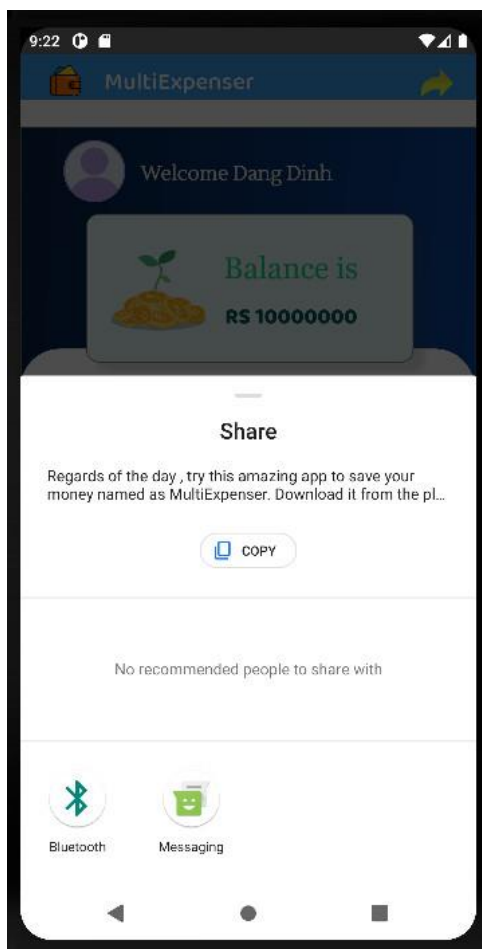 9:22
MultiExpenser
Welcome Dang Dinh
Balance is
RS 10000000
Share
Regards of the day , try this amazing app to save your
money named as MultiExpenser. Download it from the pl...
COPY
No recommended people to share with
Bluetooth
Messaging